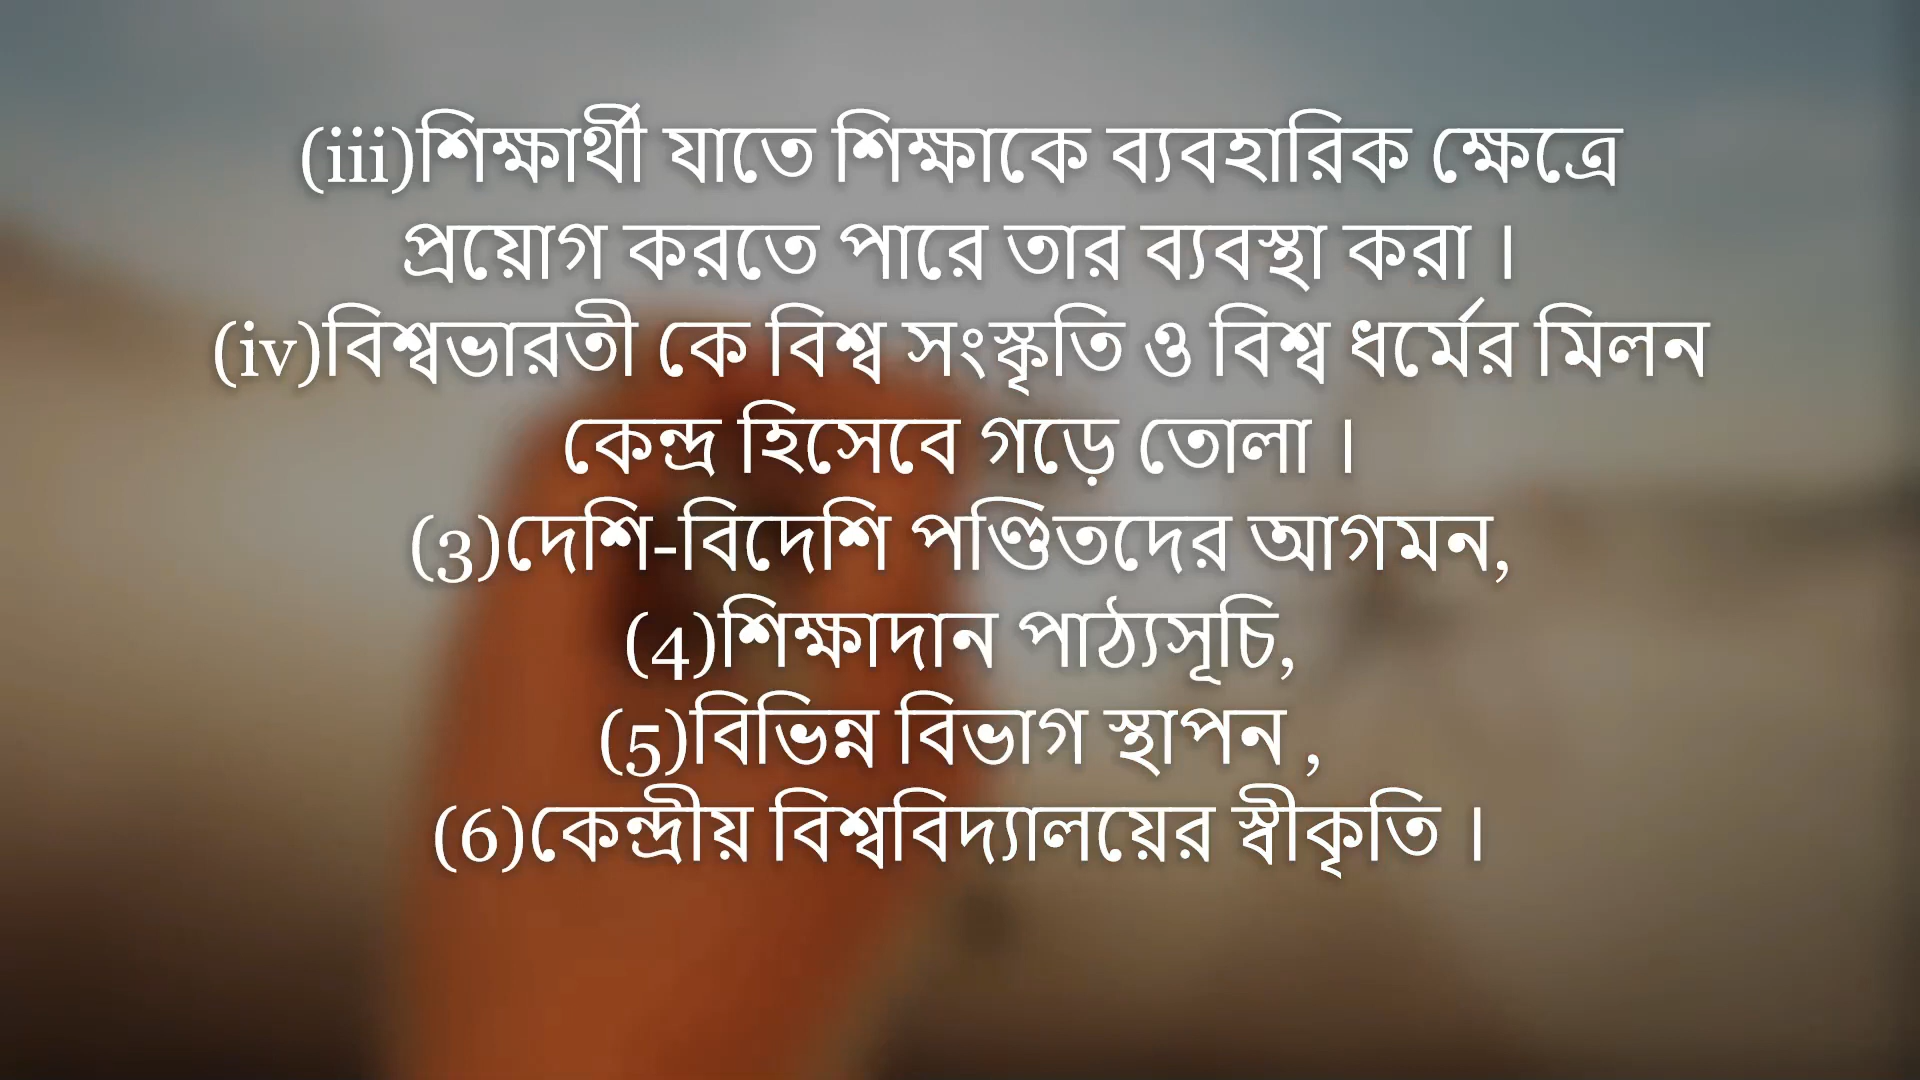 (iii)শিক্ষার্থী যাতে শিক্ষাকে ব্যবহারিক ক্ষেত্রে
প্রয়োগ করতে পারে তার ব্যবস্থা করা ।
(iv)বিশ্বভারতী কে বিশ্ব সংস্কৃতি ও বিশ্ব ধর্মের মিলন
কেন্দ্র হিসেবে গড়ে তোলা ।
(3)দেশি-বিদেশি পণ্ডিতদের আগমন,
(4)শিক্ষাদান পাঠ্যসূচি,
(5)বিভিন্ন বিভাগ স্থাপন ,
(6)কেন্দ্রীয় বিশ্ববিদ্যালয়ের স্বীকৃতি ।